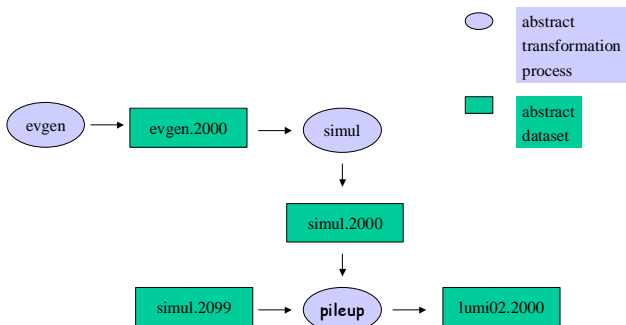 abstract
transformation
process
abstract
dataset
evgen
evgen.2000
simul
simul.2000
simul.2099
pileup
lumi02.2000